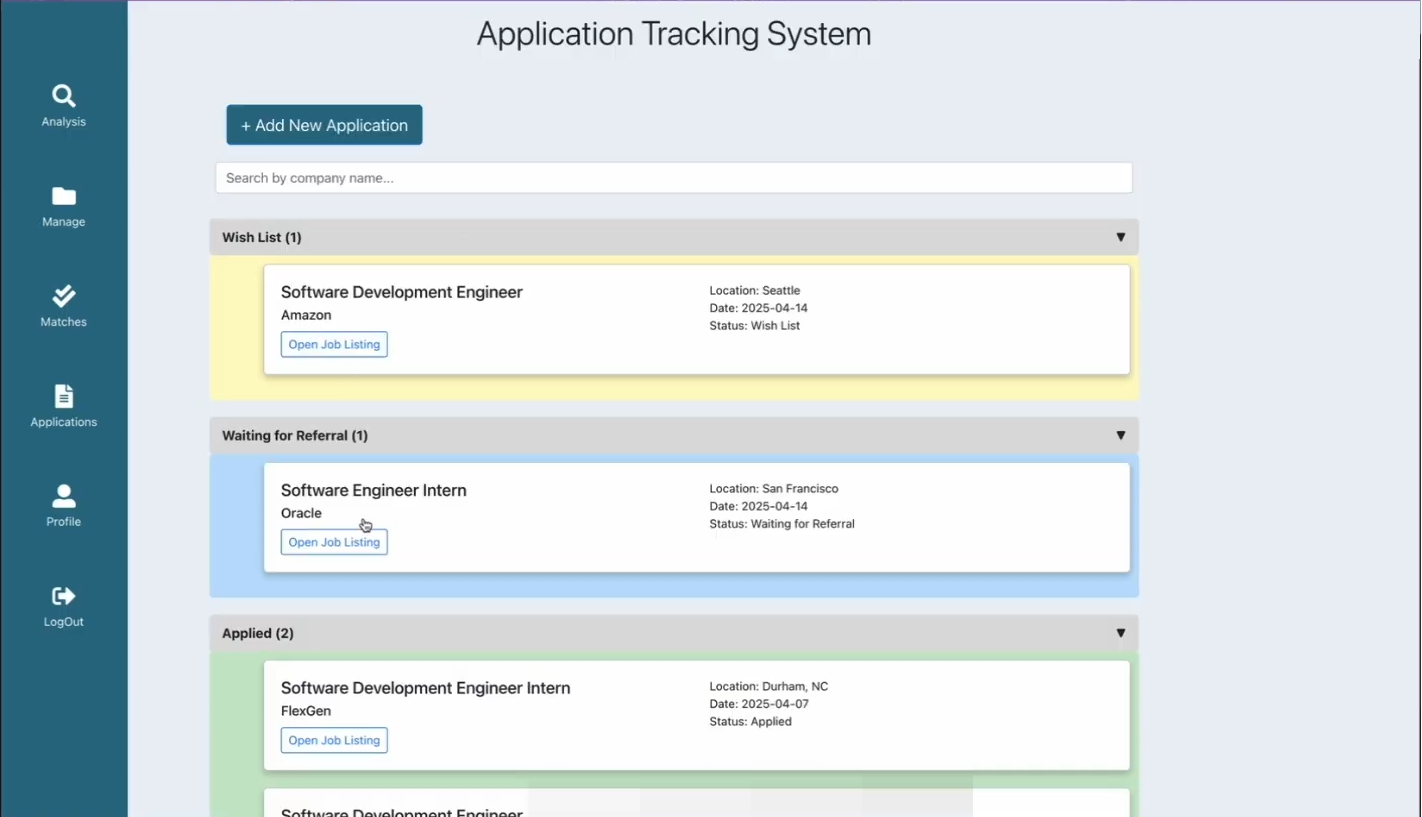 Application Tracking System
Analysis
Manage
Matches
Applications
Profile
LogOut
+ Add New Application
Search by company name...
Wish List (1)
▼
Software Development Engineer
Amazon
Open Job Listing
Location: Seattle
Date: 2025-04-14
Status: Wish List
Waiting for Referral (1)
▼
Software Engineer Intern
Oracle
Open Job Listing
Location: San Francisco
Date: 2025-04-14
Status: Waiting for Referral
Applied (2)
▼
Software Development Engineer Intern
FlexGen
Open Job Listing
Location: Durham, NC
Date: 2025-04-07
Status: Applied
Software Development Engineer